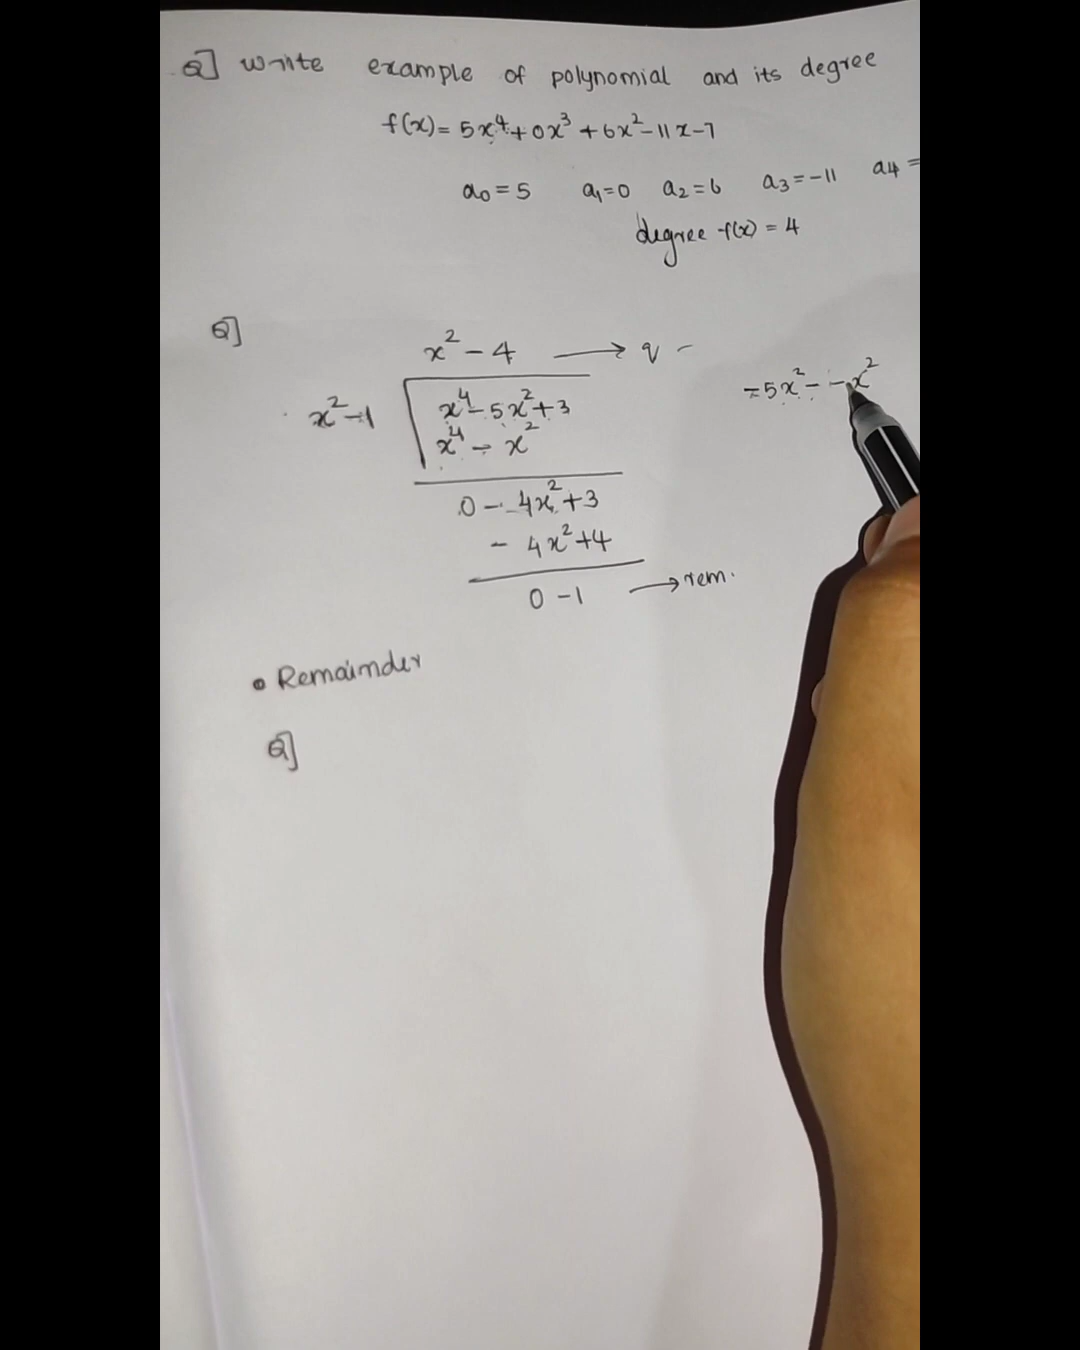 Q] Write example of polynomial and its degree
f(x) = 5x⁴ + 0x³ + 6x² - 11x - 7
a₀ = 5 a₁ = 0 a₂ = 6 a₃ = -11 a₄ =
degree f(x) = 4
Q]
x² - 4 → q -
x² - 1 x⁴ - 5x² + 3 -5x² - - x²
x⁴ - x²
0 - 4x² + 3
- 4x² + 4
0 - 1 → rem.
• Remaimder
Q]